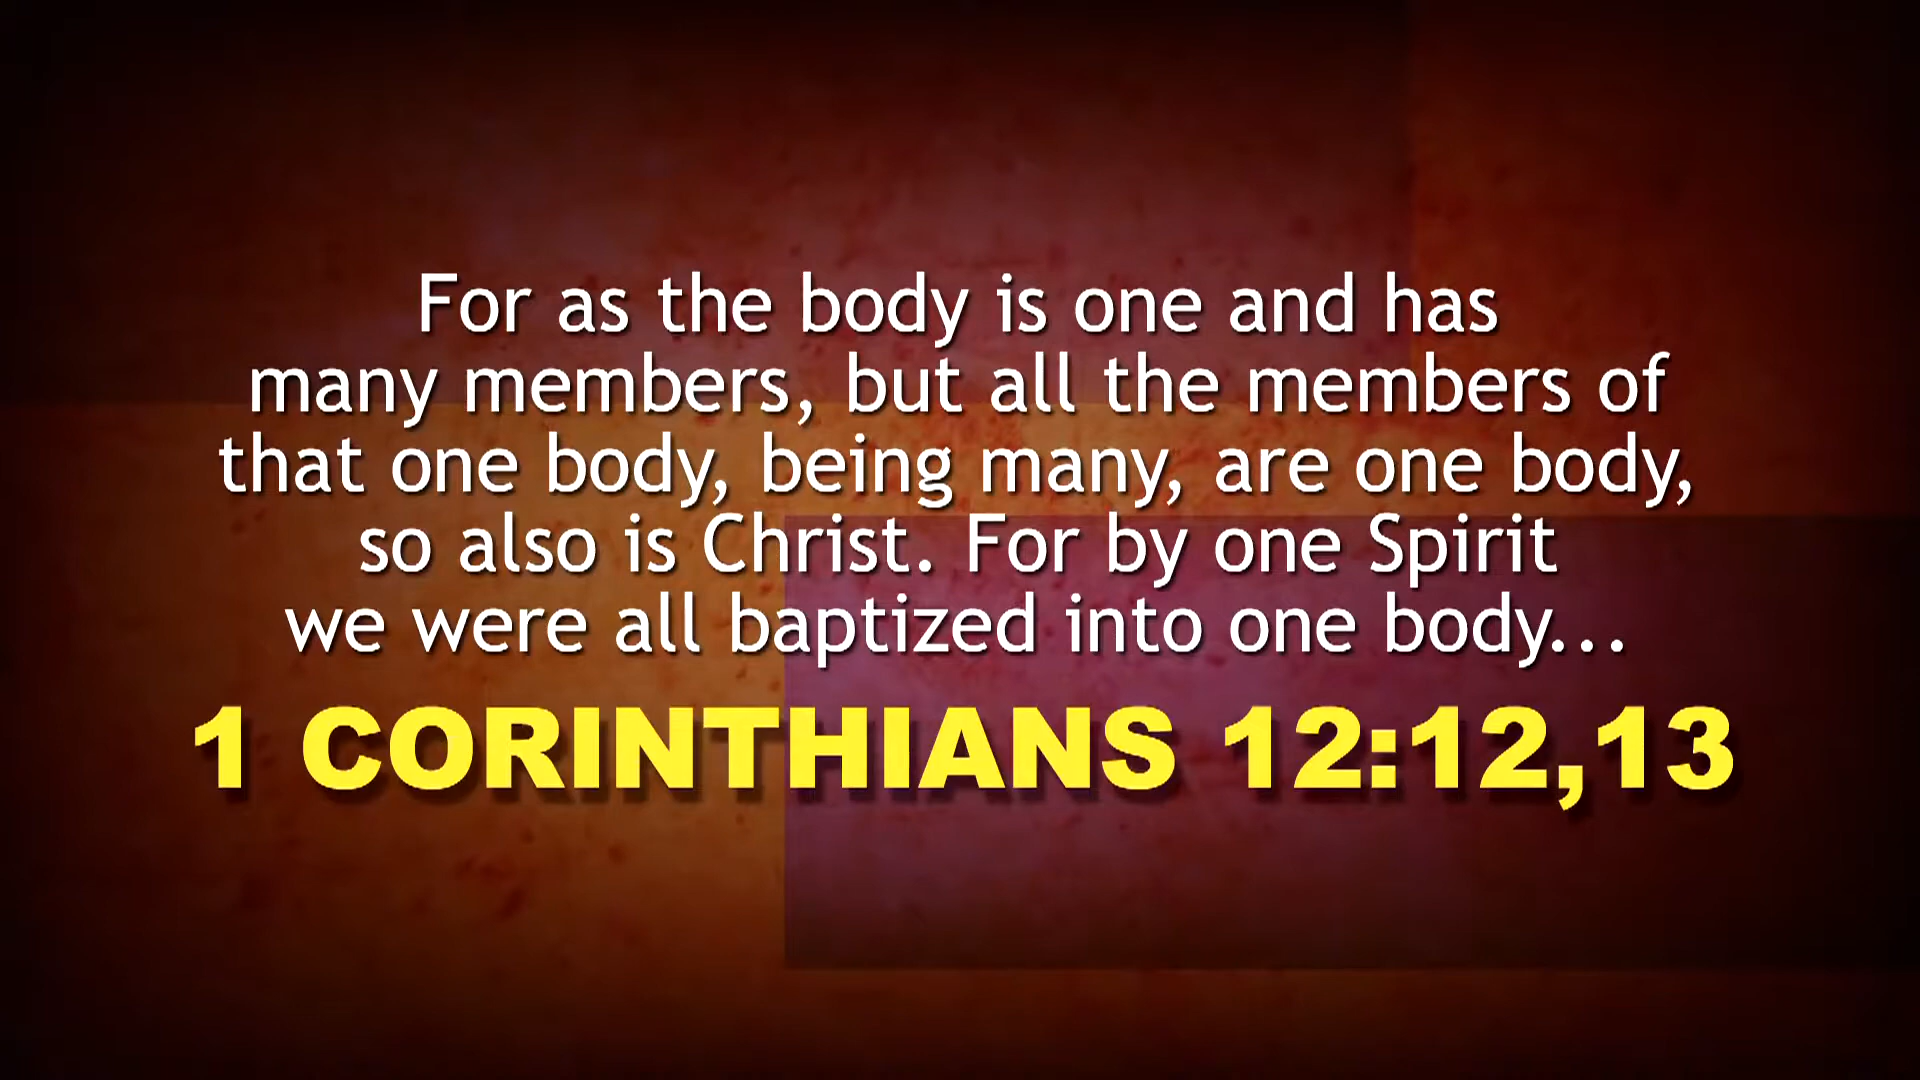 For as the body is one and has
many members, but all the members of
that one body, being many, are one body,
so also is Christ. For by one Spirit
we were all baptized into one body...
1 CORINTHIANS 12:12,13